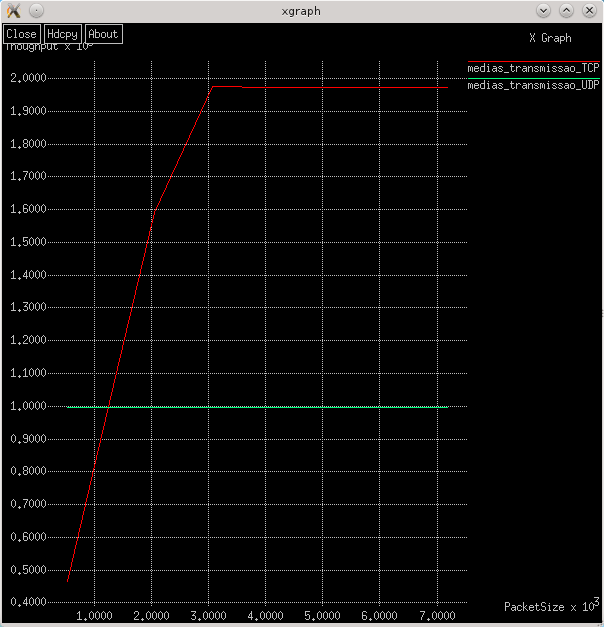 xgraph
Close Hdcpy About
X Graph
Thoughput x 10
medias_transmissao_TCP
medias_transmissao_UDP
2.0000
1.9000
1.8000
1.7000
1.6000
1.5000
1.4000
1.3000
1.2000
1.1000
1.0000
0.9000
0.8000
0.7000
0.6000
0.5000
0.4000
PacketSize x 10³
1.0000 2.0000 3.0000 4.0000 5.0000 6.0000 7.0000